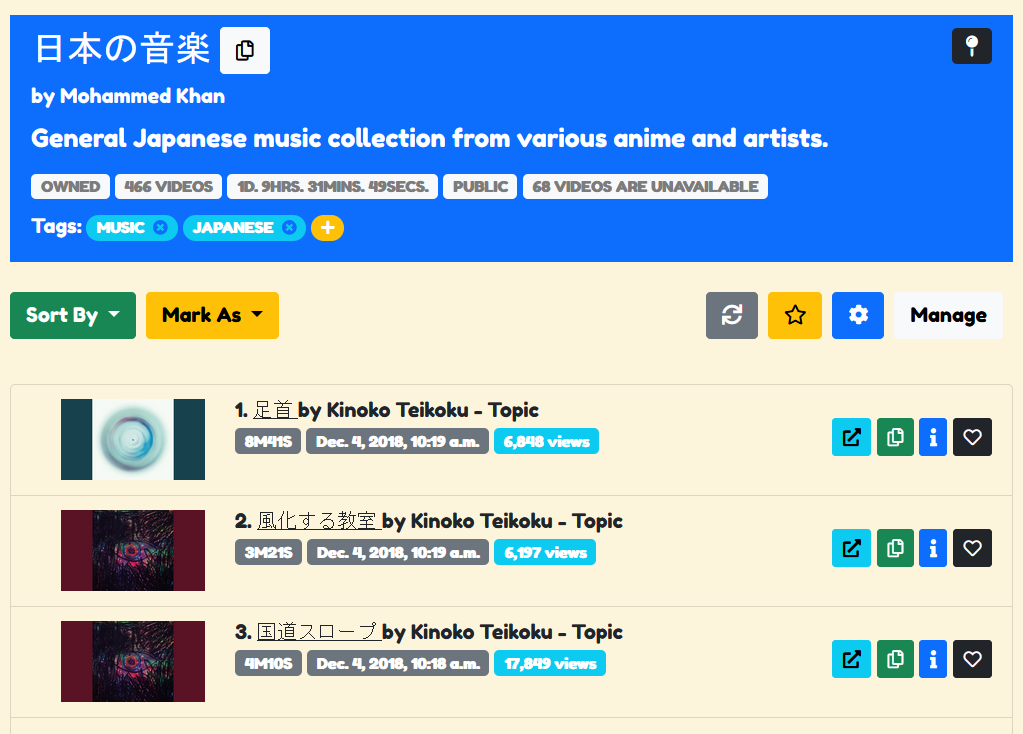 日本の音楽
by Mohammed Khan
General Japanese music collection from various anime and artists.
OWNED 466 VIDEOS 1D. 9HRS. 31MINS. 49SECS. PUBLIC 68 VIDEOS ARE UNAVAILABLE
Tags: MUSIC JAPANESE
Sort By Mark As Manage
1. 足首 by Kinoko Teikoku - Topic
8M41S Dec. 4, 2018, 10:19 a.m. 6,848 views
2. 風化する教室 by Kinoko Teikoku - Topic
3M21S Dec. 4, 2018, 10:19 a.m. 6,197 views
3. 国道スロープ by Kinoko Teikoku - Topic
4M10S Dec. 4, 2018, 10:18 a.m. 17,849 views